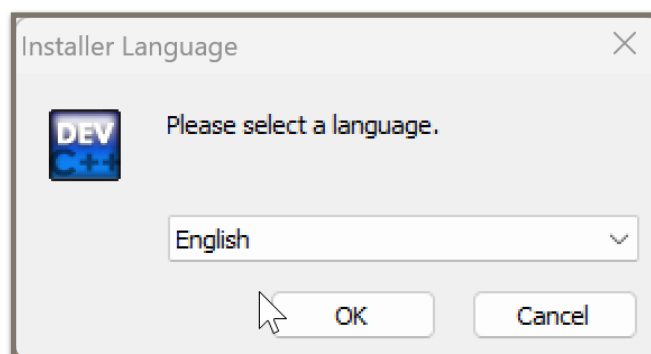 Installer Language
DEV
C++
Please select a language.
English
OK
Cancel